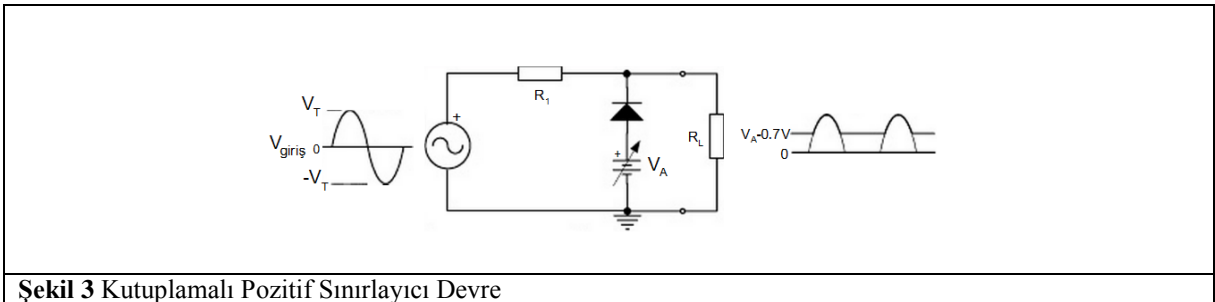 V_T
V_giriş 0
-V_T
+
R_1
+
V_A
R_L
V_A-0.7V
0
Şekil 3 Kutuplamalı Pozitif Sınırlayıcı Devre